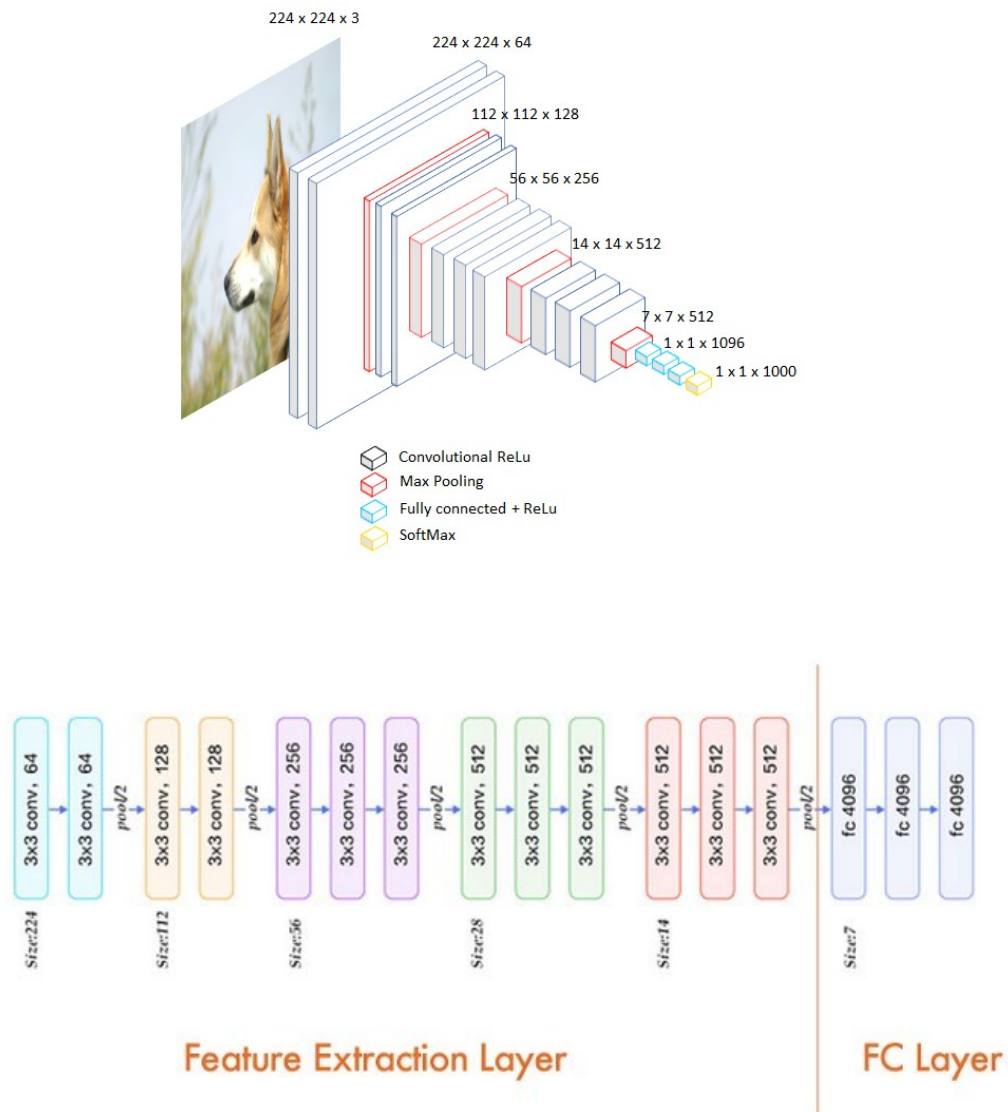 224 x 224 x 3
224 x 224 x 64
112 x 112 x 128
56 x 56 x 256
14 x 14 x 512
7 x 7 x 512
1 x 1 x 1096
1 x 1 x 1000
Convolutional ReLu
Max Pooling
Fully connected + ReLu
SoftMax
3x3 conv, 64
3x3 conv, 64
pool/2
3x3 conv, 128
3x3 conv, 128
pool/2
3x3 conv, 256
3x3 conv, 256
3x3 conv, 256
pool/2
3x3 conv, 512
3x3 conv, 512
3x3 conv, 512
pool/2
3x3 conv, 512
3x3 conv, 512
3x3 conv, 512
pool/2
fc 4096
fc 4096
fc 4096
Size:224
Size:112
Size:56
Size:28
Size:14
Size:7
Feature Extraction Layer
FC Layer